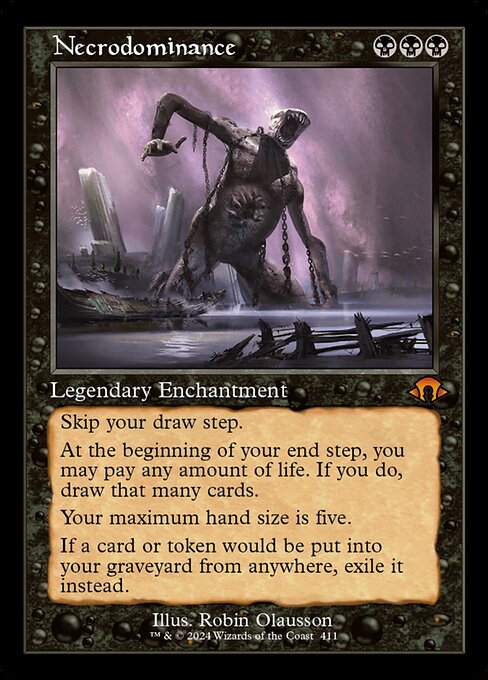 Necrodominance
Legendary Enchantment
Skip your draw step.
At the beginning of your end step, you
may pay any amount of life. If you do,
draw that many cards.
Your maximum hand size is five.
If a card or token would be put into
your graveyard from anywhere, exile it
instead.
Illus. Robin Olausson
™ & © 2024 Wizards of the Coast 411